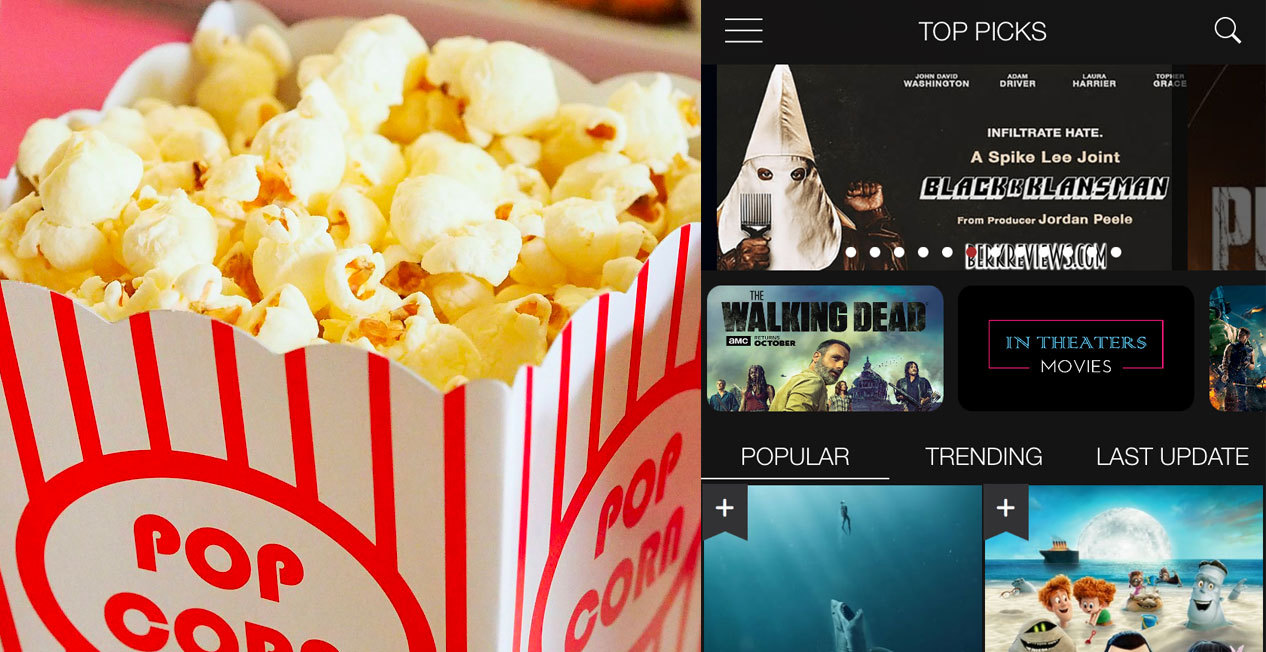 POP
CORN
POP
CORN
TOP PICKS
JOHN DAVID
WASHINGTON
ADAM
DRIVER
LAURA
HARRIER
TOPHER
GRACE
INFILTRATE HATE.
A Spike Lee Joint
BLACKKKLANSMAN
From Producer Jordan Peele
BERKREVIEWS.COM
THE
WALKING DEAD
AMC RETURNS
OCTOBER
IN THEATERS
MOVIES
POPULAR
TRENDING
LAST UPDATE